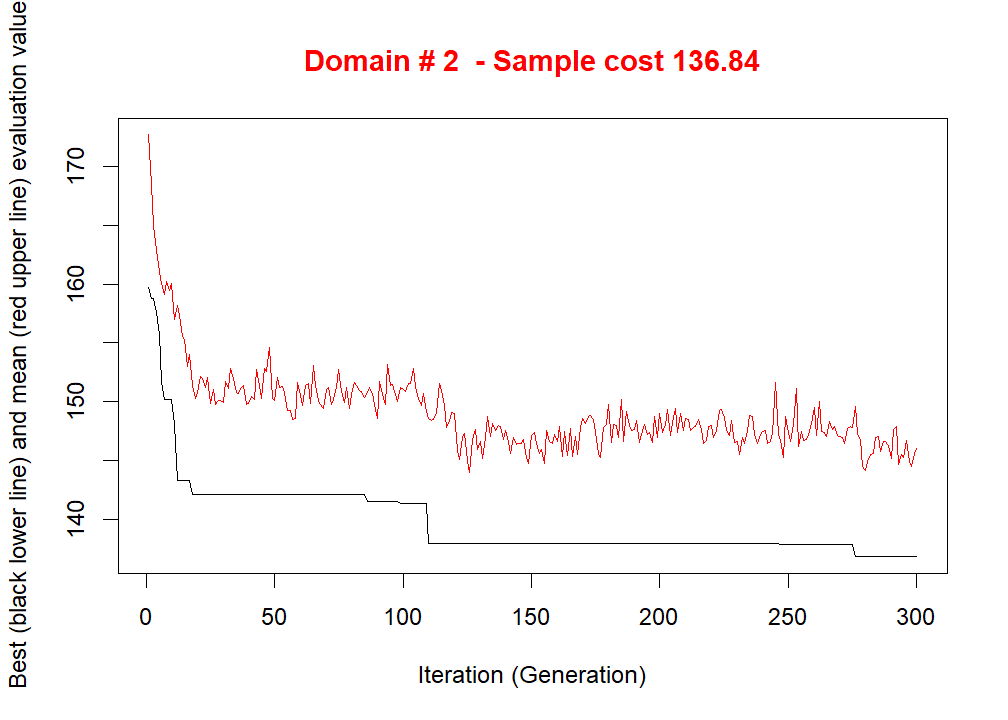 Domain # 2  - Sample cost 136.84
Best (black lower line) and mean (red upper line) evaluation value
170
160
150
140
0 50 100 150 200 250 300
Iteration (Generation)